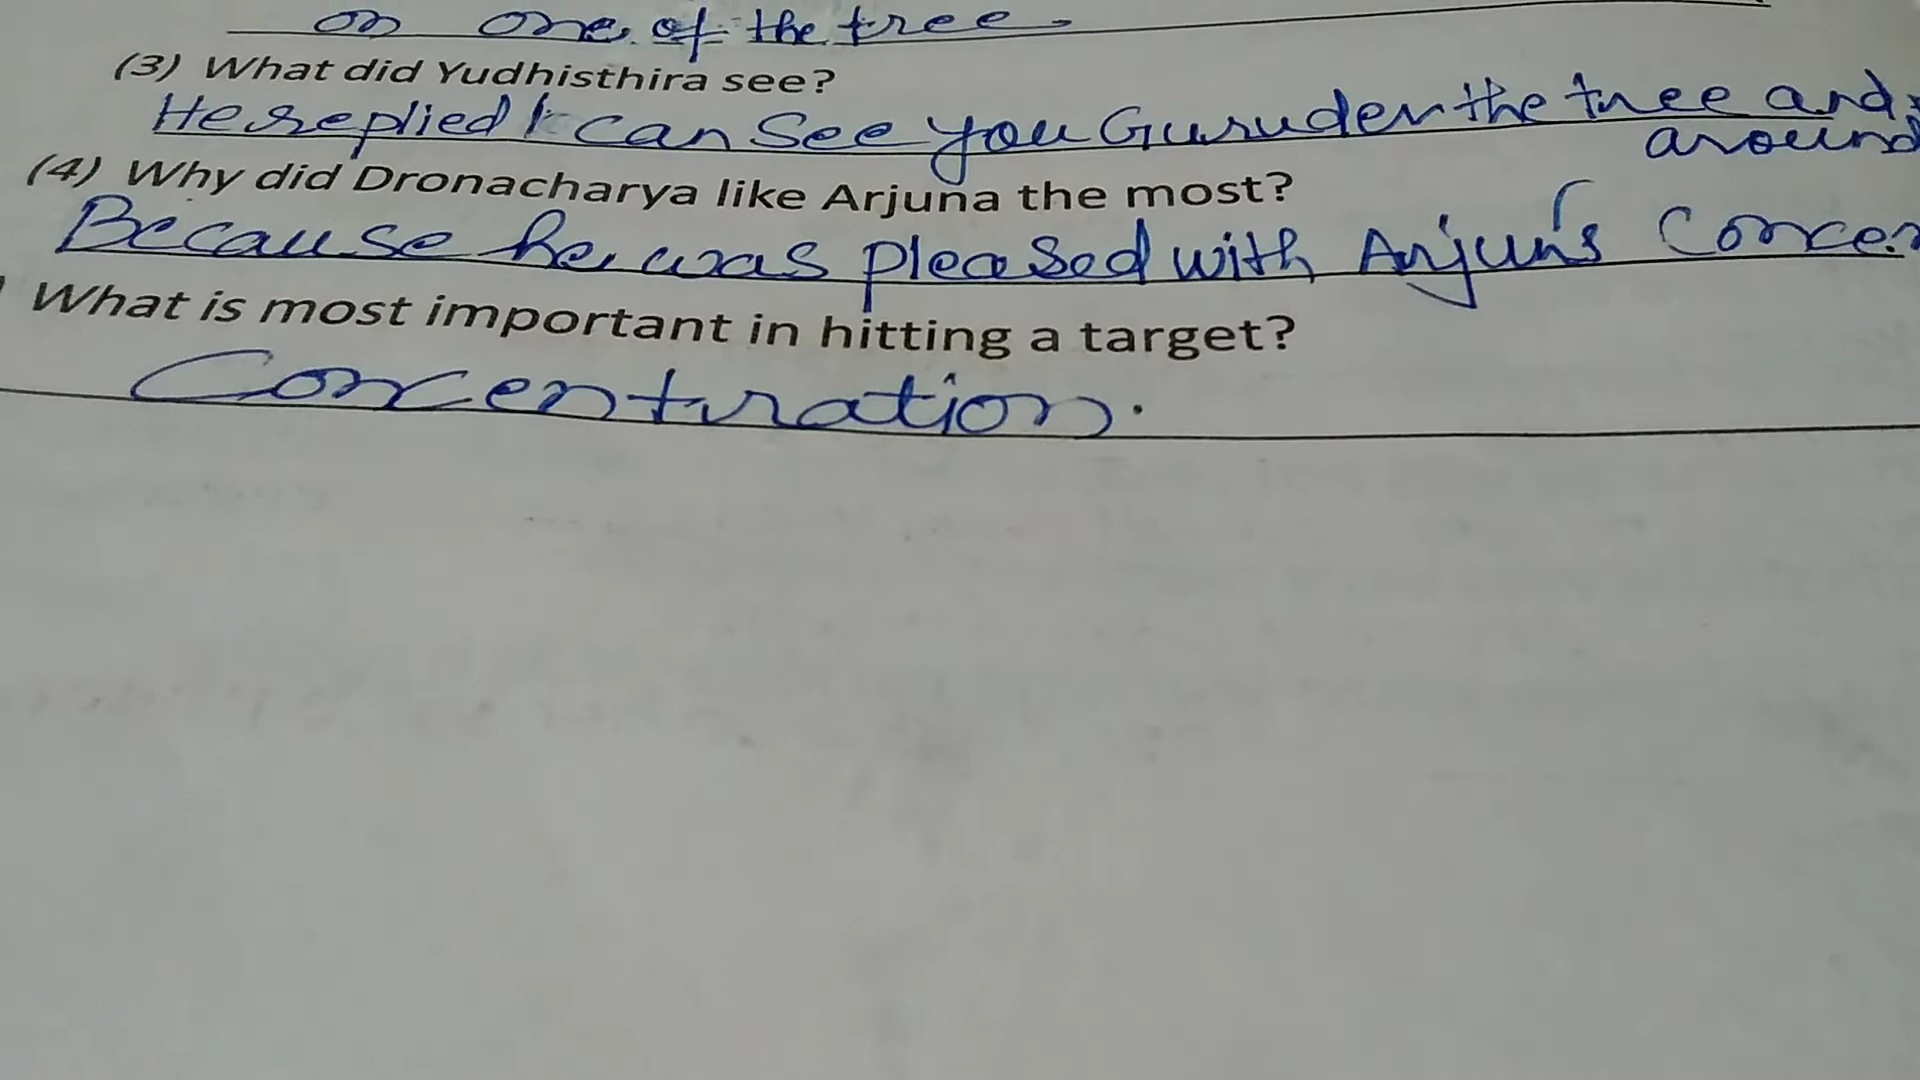 on one of the tree.
(3) What did Yudhisthira see?
He replied I can see you Gurudev the tree and
around
(4) Why did Dronacharya like Arjuna the most?
Because he was pleased with Arjun's Concen
What is most important in hitting a target?
Concentration.